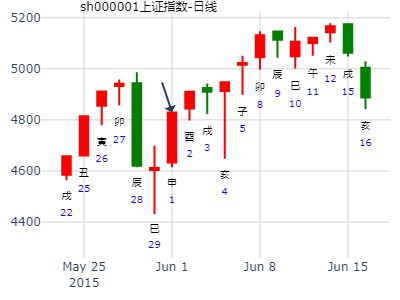 sh000001上证指数-日线
5200
5000
4800
4600
4400
戌
22
丑
25
寅
26
卯
27
辰
28
巳
29
申
1
酉
2
戌
3
亥
4
子
5
卯
8
辰
9
巳
10
午
11
未
12
戌
15
亥
16
May 25
2015
Jun 1
Jun 8
Jun 15